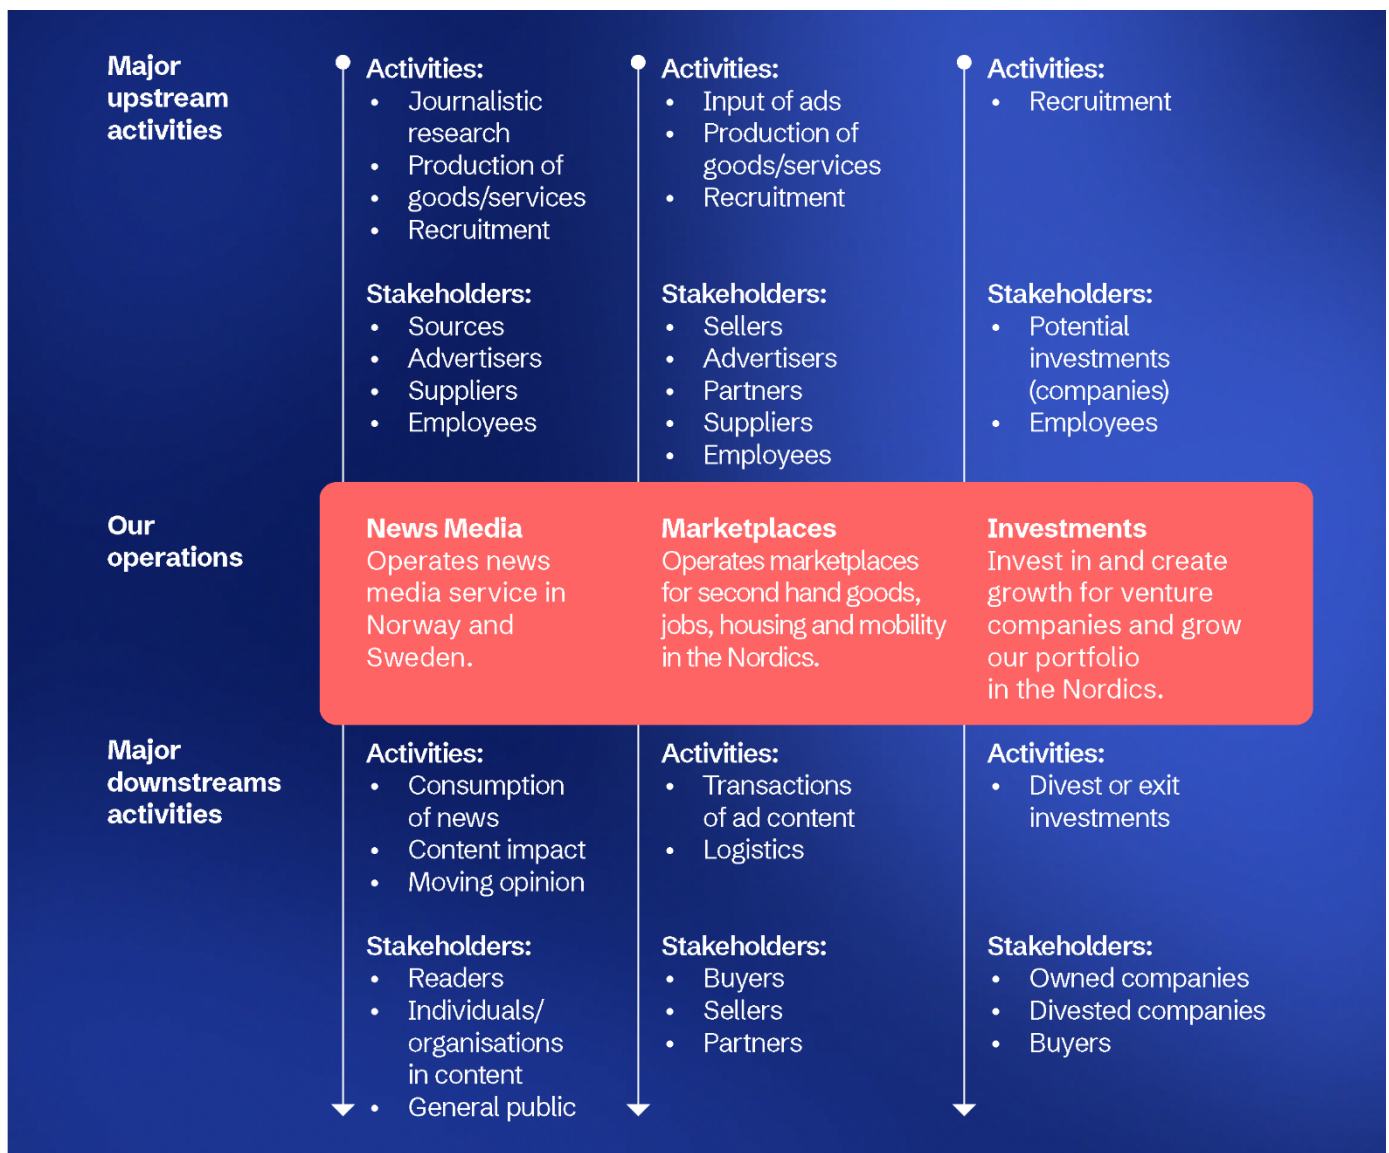 Major
upstream
activities
Activities:
• Journalistic
research
• Production of
• goods/services
• Recruitment
Stakeholders:
• Sources
• Advertisers
• Suppliers
• Employees
Activities:
• Input of ads
• Production of
goods/services
• Recruitment
Stakeholders:
• Sellers
• Advertisers
• Partners
• Suppliers
• Employees
Activities:
• Recruitment
Stakeholders:
• Potential
investments
(companies)
• Employees
Our
operations
News Media
Operates news
media service in
Norway and
Sweden.
Marketplaces
Operates marketplaces
for second hand goods,
jobs, housing and mobility
in the Nordics.
Investments
Invest in and create
growth for venture
companies and grow
our portfolio
in the Nordics.
Major
downstreams
activities
Activities:
• Consumption
of news
• Content impact
• Moving opinion
Stakeholders:
• Readers
• Individuals/
organisations
in content
• General public
Activities:
• Transactions
of ad content
• Logistics
Stakeholders:
• Buyers
• Sellers
• Partners
Activities:
• Divest or exit
investments
Stakeholders:
• Owned companies
• Divested companies
• Buyers